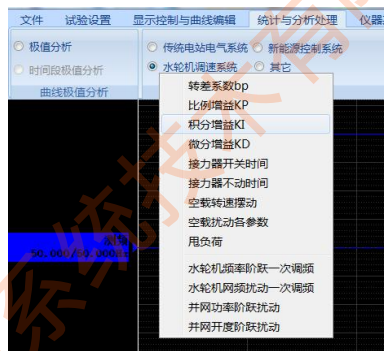 文件 试验设置 显示控制与曲线编辑 统计与分析处理 仪器
极值分析 传统电站电气系统 新能源控制系统
时间段极值分析 水轮机调速系统 其它
曲线极值分析
转差系数bp
比例增益KP
积分增益KI
微分增益KD
接力器开关时间
接力器不动时间
空载转速摆动
空载扰动各参数
甩负荷
水轮机频率阶跃一次调频
水轮机网频扰动一次调频
并网功率阶跃扰动
并网开度阶跃扰动